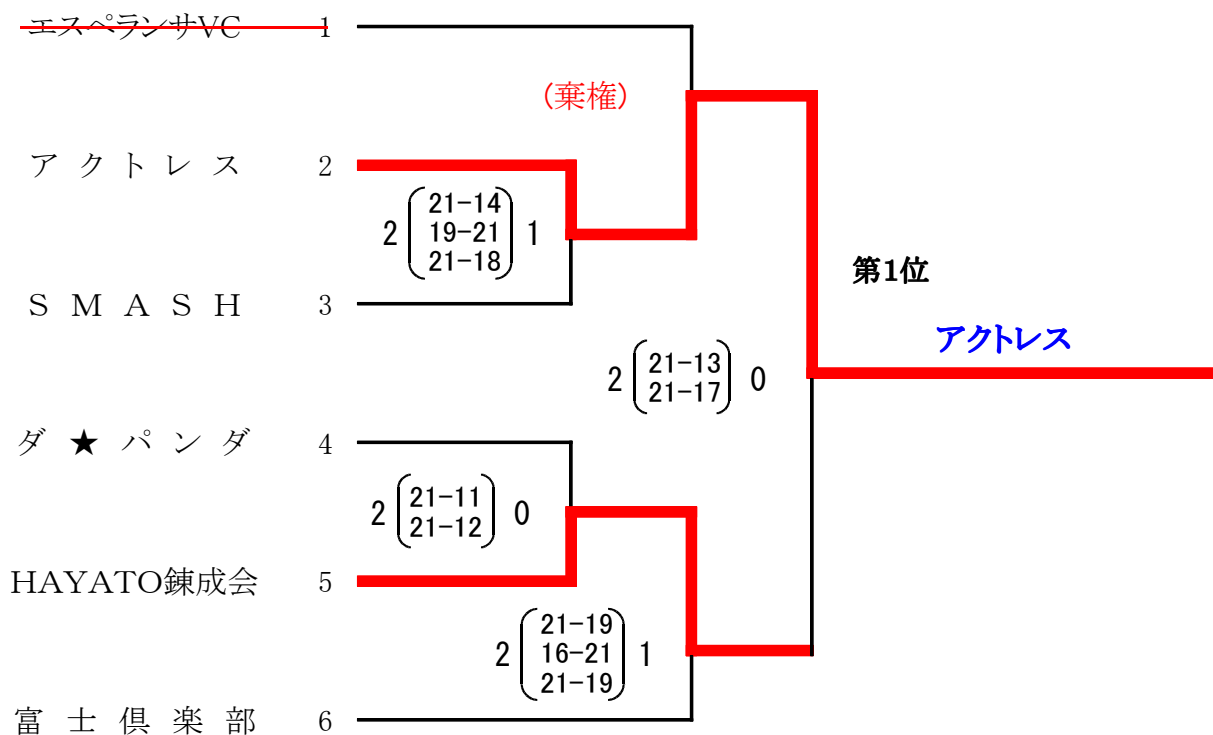 エスペランサVC 1
(棄権)
アクトレス 2
2 21-14 1
19-21
21-18
第1位
SMASH 3
アクトレス
2 21-13 0
21-17
ダ★パンダ 4
2 21-11 0
21-12
HAYATO錬成会 5
2 21-19 1
16-21
21-19
富士倶楽部 6